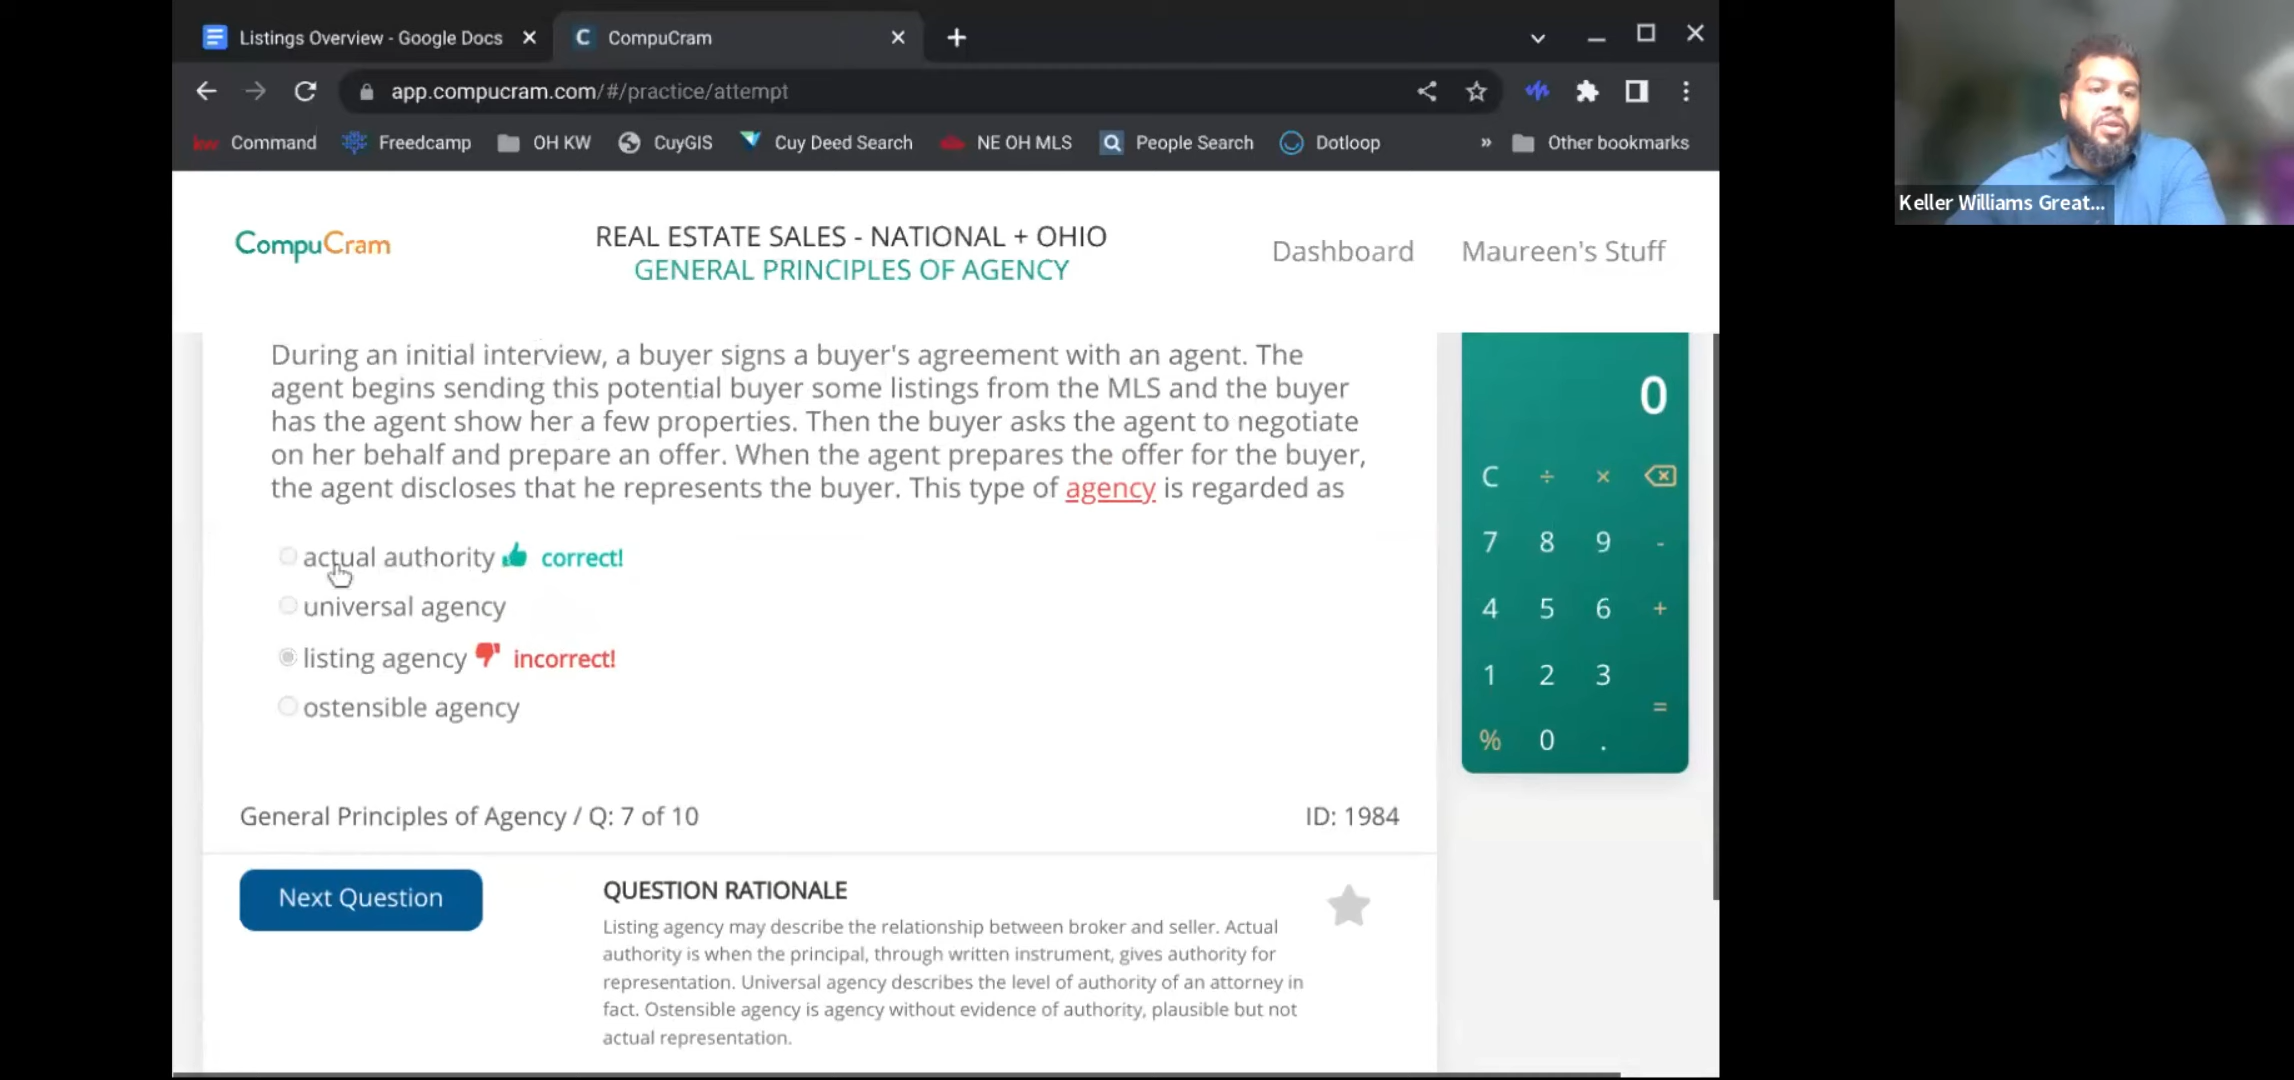 Listings Overview - Google Docs
CompuCram
app.compucram.com/#/practice/attempt
kw Command Freedcamp OH KW CuyGIS Cuy Deed Search NE OH MLS People Search Dotloop » Other bookmarks
Keller Williams Great...
CompuCram
REAL ESTATE SALES - NATIONAL + OHIO
GENERAL PRINCIPLES OF AGENCY
Dashboard
Maureen's Stuff
During an initial interview, a buyer signs a buyer's agreement with an agent. The
agent begins sending this potential buyer some listings from the MLS and the buyer
has the agent show her a few properties. Then the buyer asks the agent to negotiate
on her behalf and prepare an offer. When the agent prepares the offer for the buyer,
the agent discloses that he represents the buyer. This type of agency is regarded as
actual authority correct!
universal agency
listing agency incorrect!
ostensible agency
0
C ÷ ×
7 8 9 -
4 5 6 +
1 2 3
=
% 0 .
General Principles of Agency / Q: 7 of 10
ID: 1984
Next Question
QUESTION RATIONALE
Listing agency may describe the relationship between broker and seller. Actual
authority is when the principal, through written instrument, gives authority for
representation. Universal agency describes the level of authority of an attorney in
fact. Ostensible agency is agency without evidence of authority, plausible but not
actual representation.